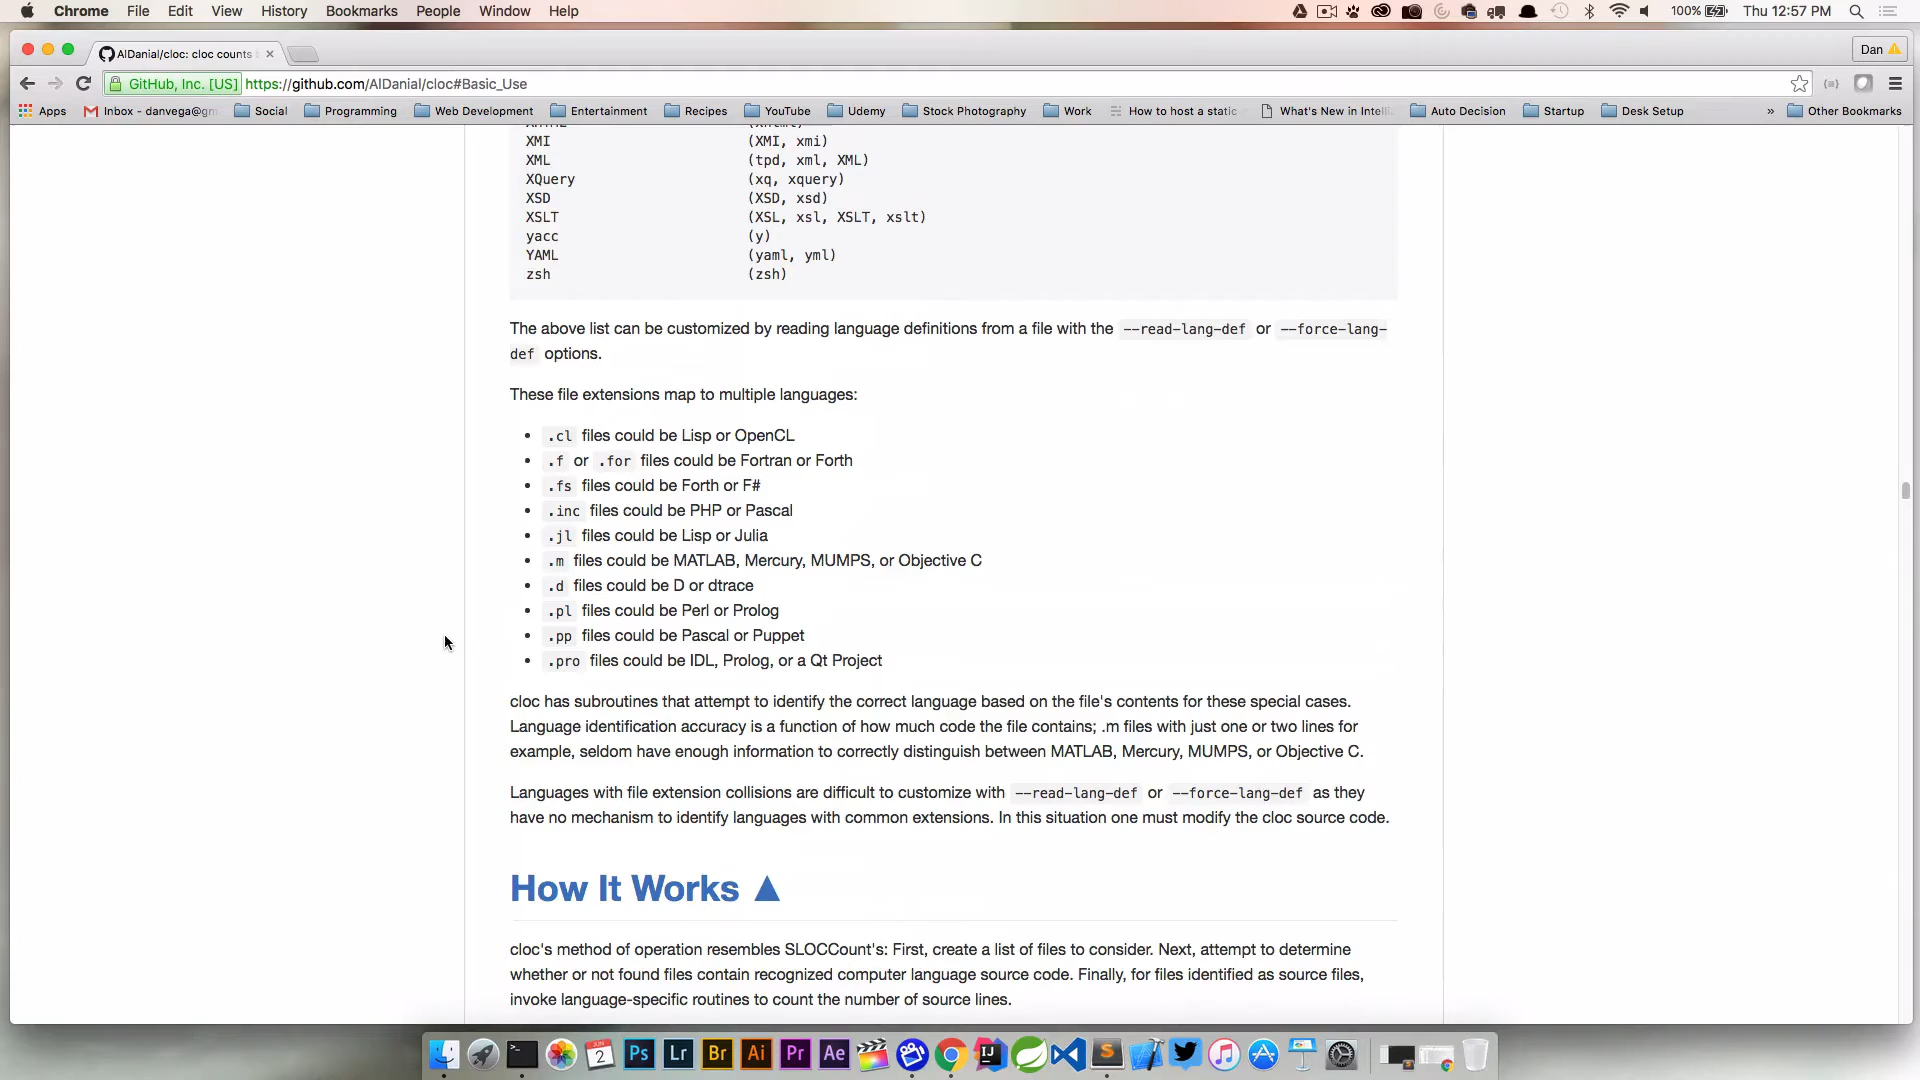 Chrome File Edit View History Bookmarks People Window Help 100% Thu 12:57 PM
AlDanial/cloc: cloc counts Dan
GitHub, Inc. [US] https://github.com/AlDanial/cloc#Basic_Use
Apps Inbox - danvega@gm Social Programming Web Development Entertainment Recipes YouTube Udemy Stock Photography Work How to host a static What's New in Intelli Auto Decision Startup Desk Setup » Other Bookmarks
XMI (XMI, xmi)
XML (tpd, xml, XML)
XQuery (xq, xquery)
XSD (XSD, xsd)
XSLT (XSL, xsl, XSLT, xslt)
yacc (y)
YAML (yaml, yml)
zsh (zsh)
The above list can be customized by reading language definitions from a file with the --read-lang-def or --force-lang-
def options.
These file extensions map to multiple languages:
• .cl files could be Lisp or OpenCL
• .f or .for files could be Fortran or Forth
• .fs files could be Forth or F#
• .inc files could be PHP or Pascal
• .jl files could be Lisp or Julia
• .m files could be MATLAB, Mercury, MUMPS, or Objective C
• .d files could be D or dtrace
• .pl files could be Perl or Prolog
• .pp files could be Pascal or Puppet
• .pro files could be IDL, Prolog, or a Qt Project
cloc has subroutines that attempt to identify the correct language based on the file's contents for these special cases.
Language identification accuracy is a function of how much code the file contains; .m files with just one or two lines for
example, seldom have enough information to correctly distinguish between MATLAB, Mercury, MUMPS, or Objective C.
Languages with file extension collisions are difficult to customize with --read-lang-def or --force-lang-def as they
have no mechanism to identify languages with common extensions. In this situation one must modify the cloc source code.
How It Works ▲
cloc's method of operation resembles SLOCCount's: First, create a list of files to consider. Next, attempt to determine
whether or not found files contain recognized computer language source code. Finally, for files identified as source files,
invoke language-specific routines to count the number of source lines.
JUN 2 Ps Lr Br Ai Pr Ae IJ S